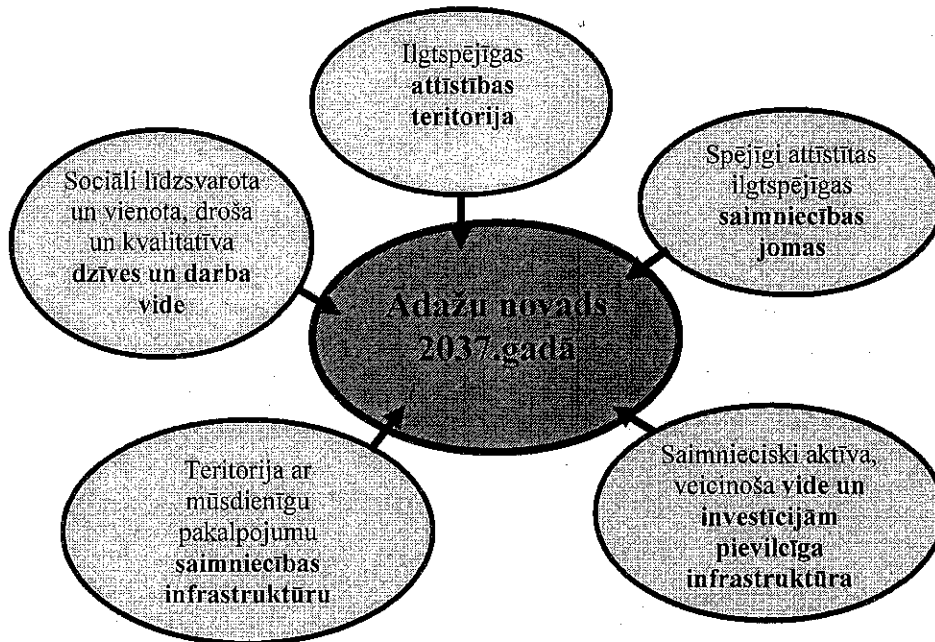 Ilgtspējīgas
attīstības
teritorija
Sociāli līdzsvarota
un vienota, droša
un kvalitatīva
dzīves un darba
vide
Spējīgi attīstītas
ilgtspējīgas
saimniecības
jomas
Ādažu novads
2037.gadā
Teritorija ar
mūsdienīgu
pakalpojumu
saimniecības
infrastruktūru
Saimnieciski aktīva,
veicinoša vide un
investīcijām
pievilcīga
infrastruktūra